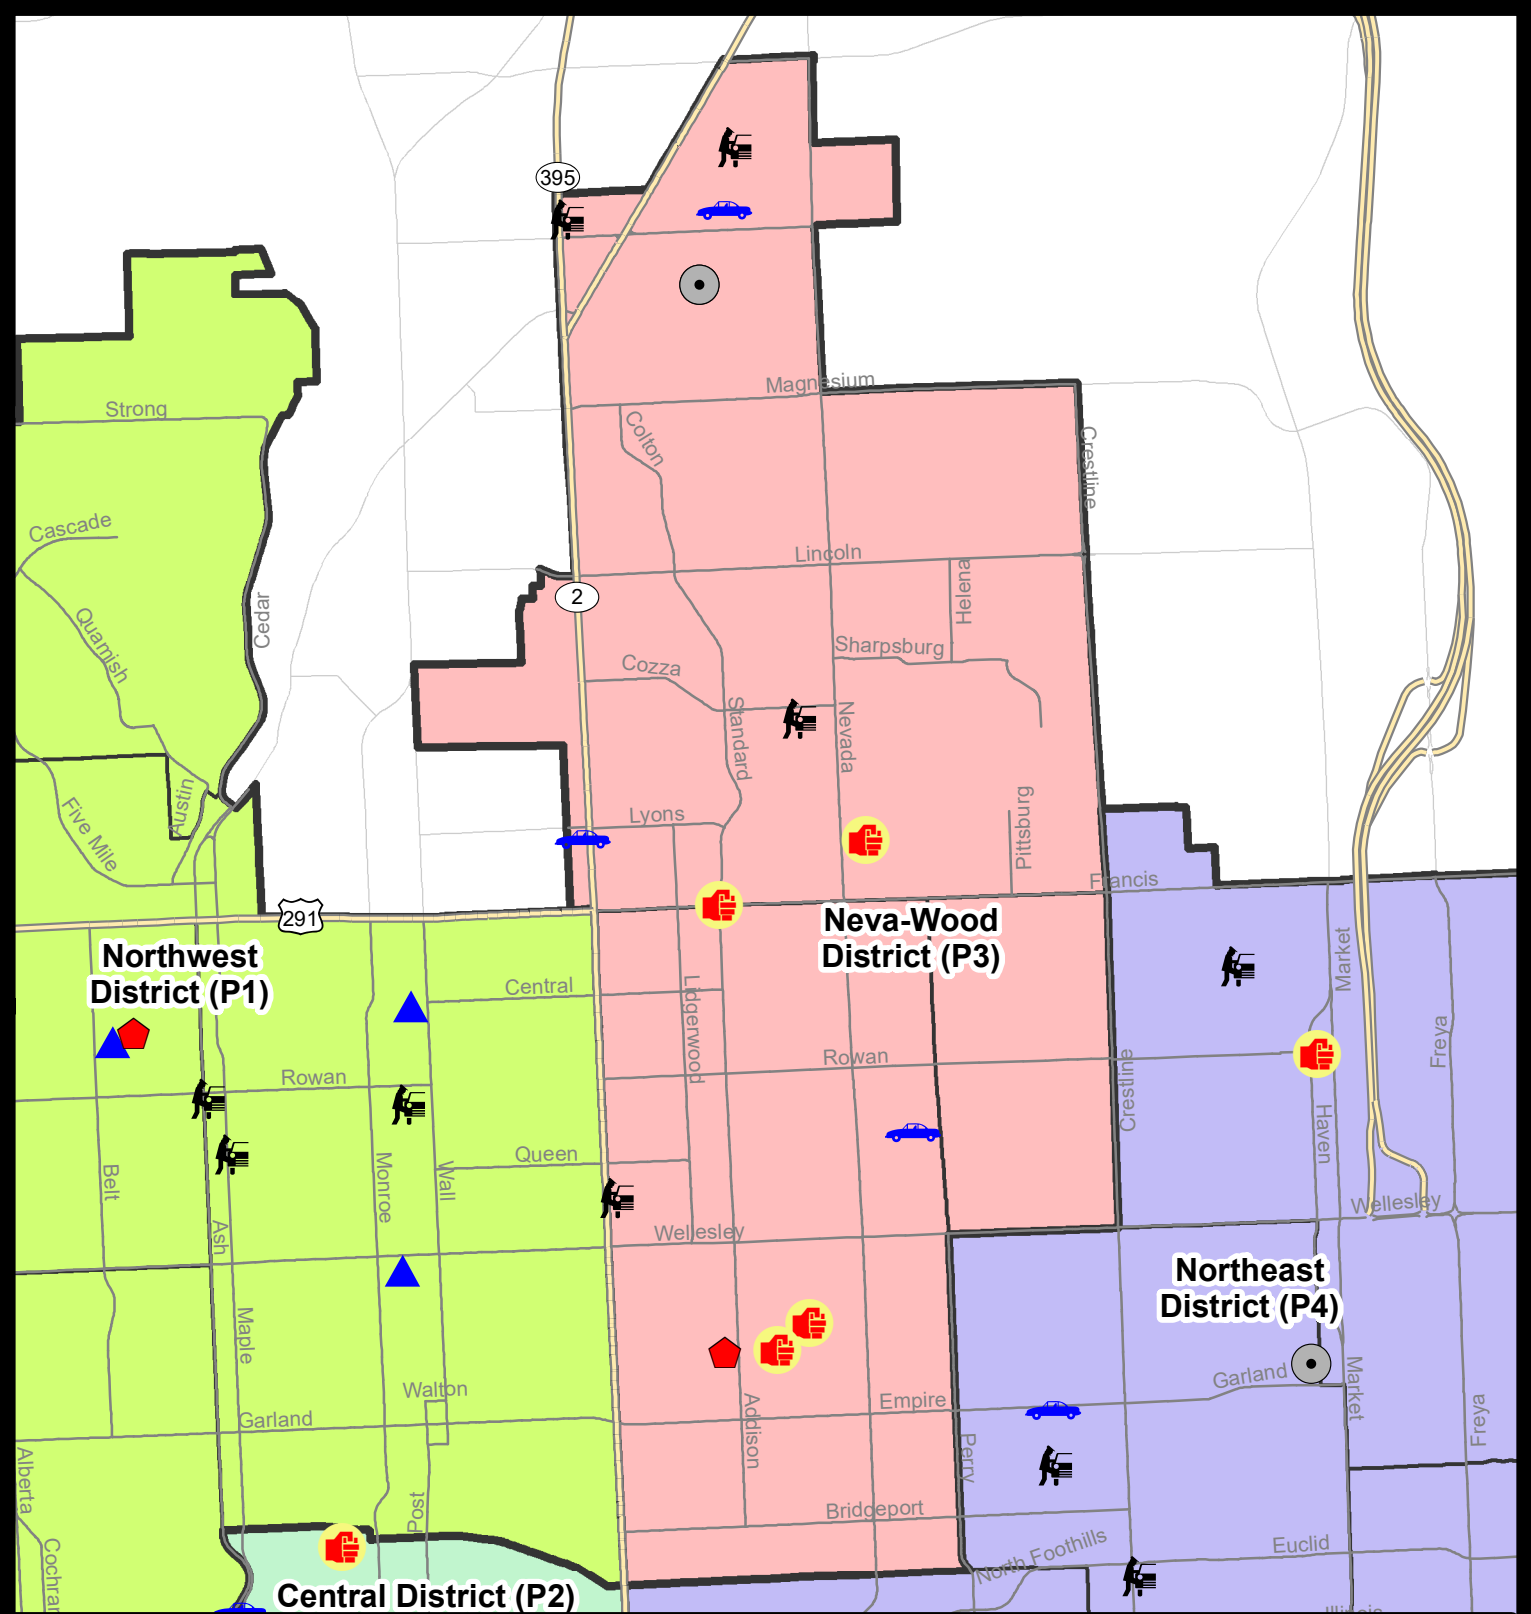 395
Magnesium
Strong
Colton
Crestline
Cascade
Lincoln
Helena
2
Quamish
Cedar
Sharpsburg
Cozza
Standard
Nevada
Austin
Five Mile
Lyons
Pittsburg
Francis
291
Neva-Wood
District (P3)
Northwest
District (P1)
Market
Central
Lidgerwood
Freya
Rowan
Crestline
Rowan
Haven
Queen
Belt
Monroe
Wall
Wellesley
Ash
Wellesley
Northeast
District (P4)
Maple
Garland
Market
Walton
Empire
Addison
Freya
Garland
Perry
Alberta
Post
Bridgeport
North Foothills
Euclid
Cochran
Central District (P2)